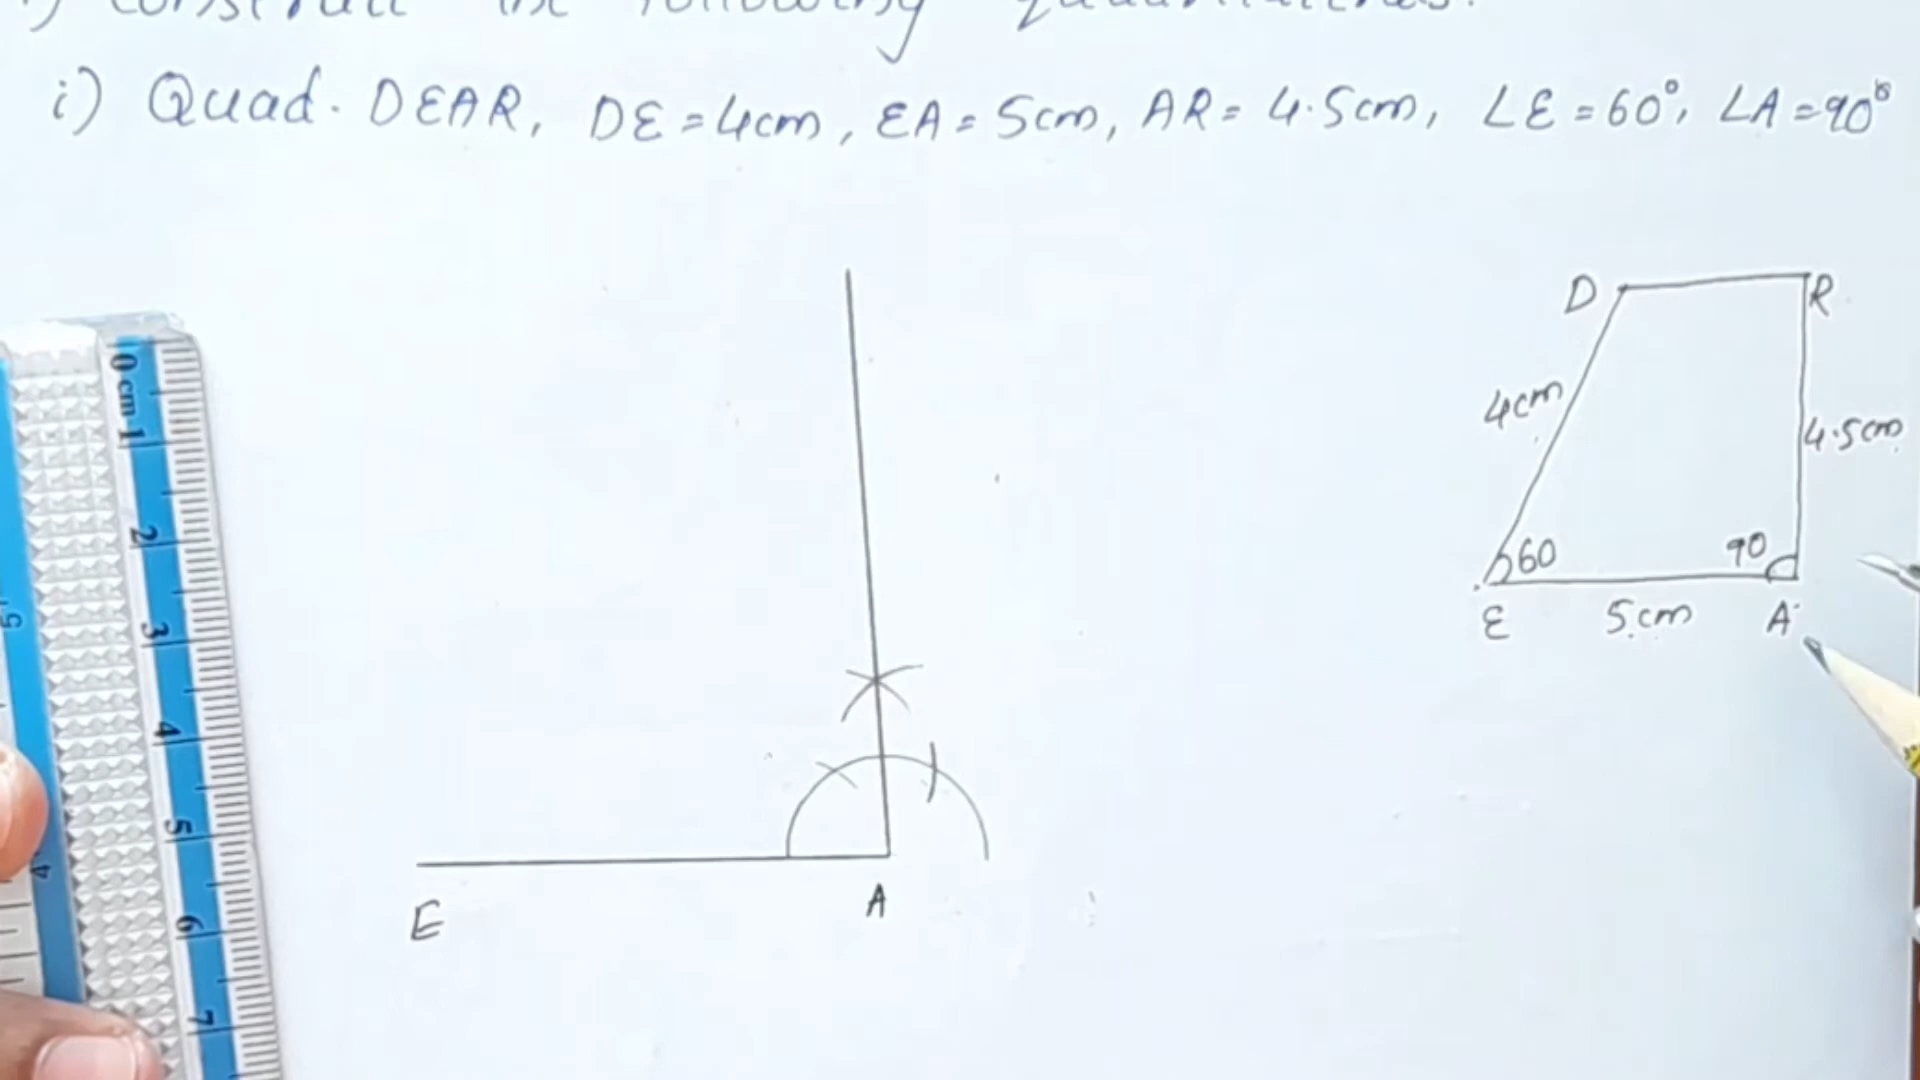 i) Quad. DEAR, DE = 4cm, EA = 5cm, AR = 4.5cm, ∠E = 60°, ∠A = 90°
D R
4cm
4.5cm
60 90
E 5cm A
E A
0 cm 1 2 3 4 5 6 7